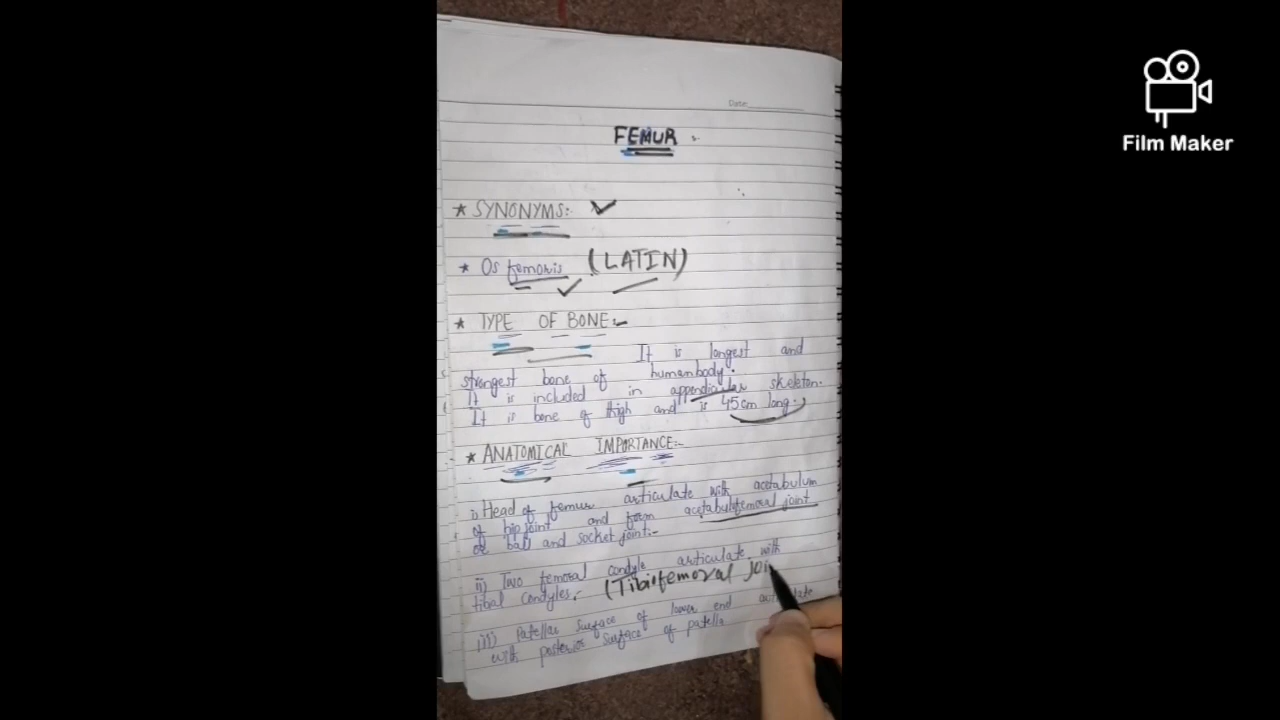 Date
FEMUR
* SYNONYMS:-
* Os femoris (LATIN)
* TYPE OF BONE:-
It is longest and
strongest bone of humanbody.
It is included in appendicular skeleton.
It is bone of thigh and is 45cm long.
* ANATOMICAL IMPORTANCE:-
i) Head of femur articulate with acetabulum
of hip joint and form acetabulofemoral joint
or ball and socket joint:-
ii) Two femoral condyle articulate with
tibial condyles:- (Tibiofemoral joi
iii) Patellar surface of lower end articulate
with posterior surface of patella
Film Maker